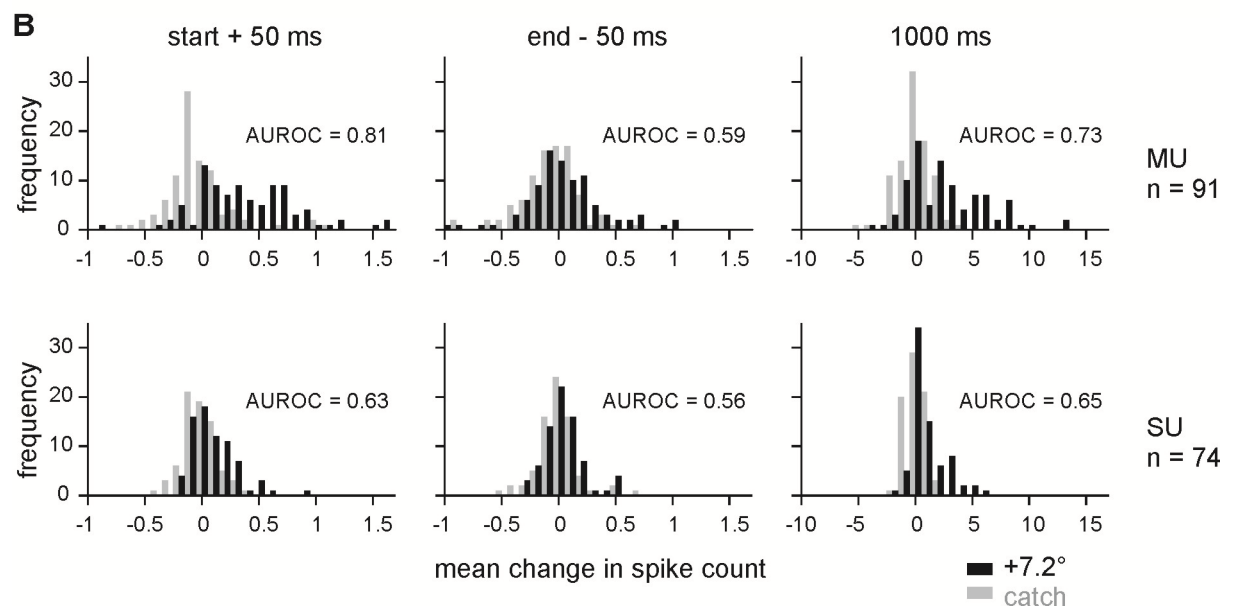 B
start + 50 ms end - 50 ms 1000 ms
frequency
30
20
10
0
AUROC = 0.81
AUROC = 0.59
AUROC = 0.73
MU
n = 91
-1 -0.5 0 0.5 1 1.5
-1 -0.5 0 0.5 1 1.5
-10 -5 0 5 10 15
frequency
30
20
10
0
AUROC = 0.63
AUROC = 0.56
AUROC = 0.65
SU
n = 74
-1 -0.5 0 0.5 1 1.5
-1 -0.5 0 0.5 1 1.5
-10 -5 0 5 10 15
mean change in spike count
+7.2°
catch